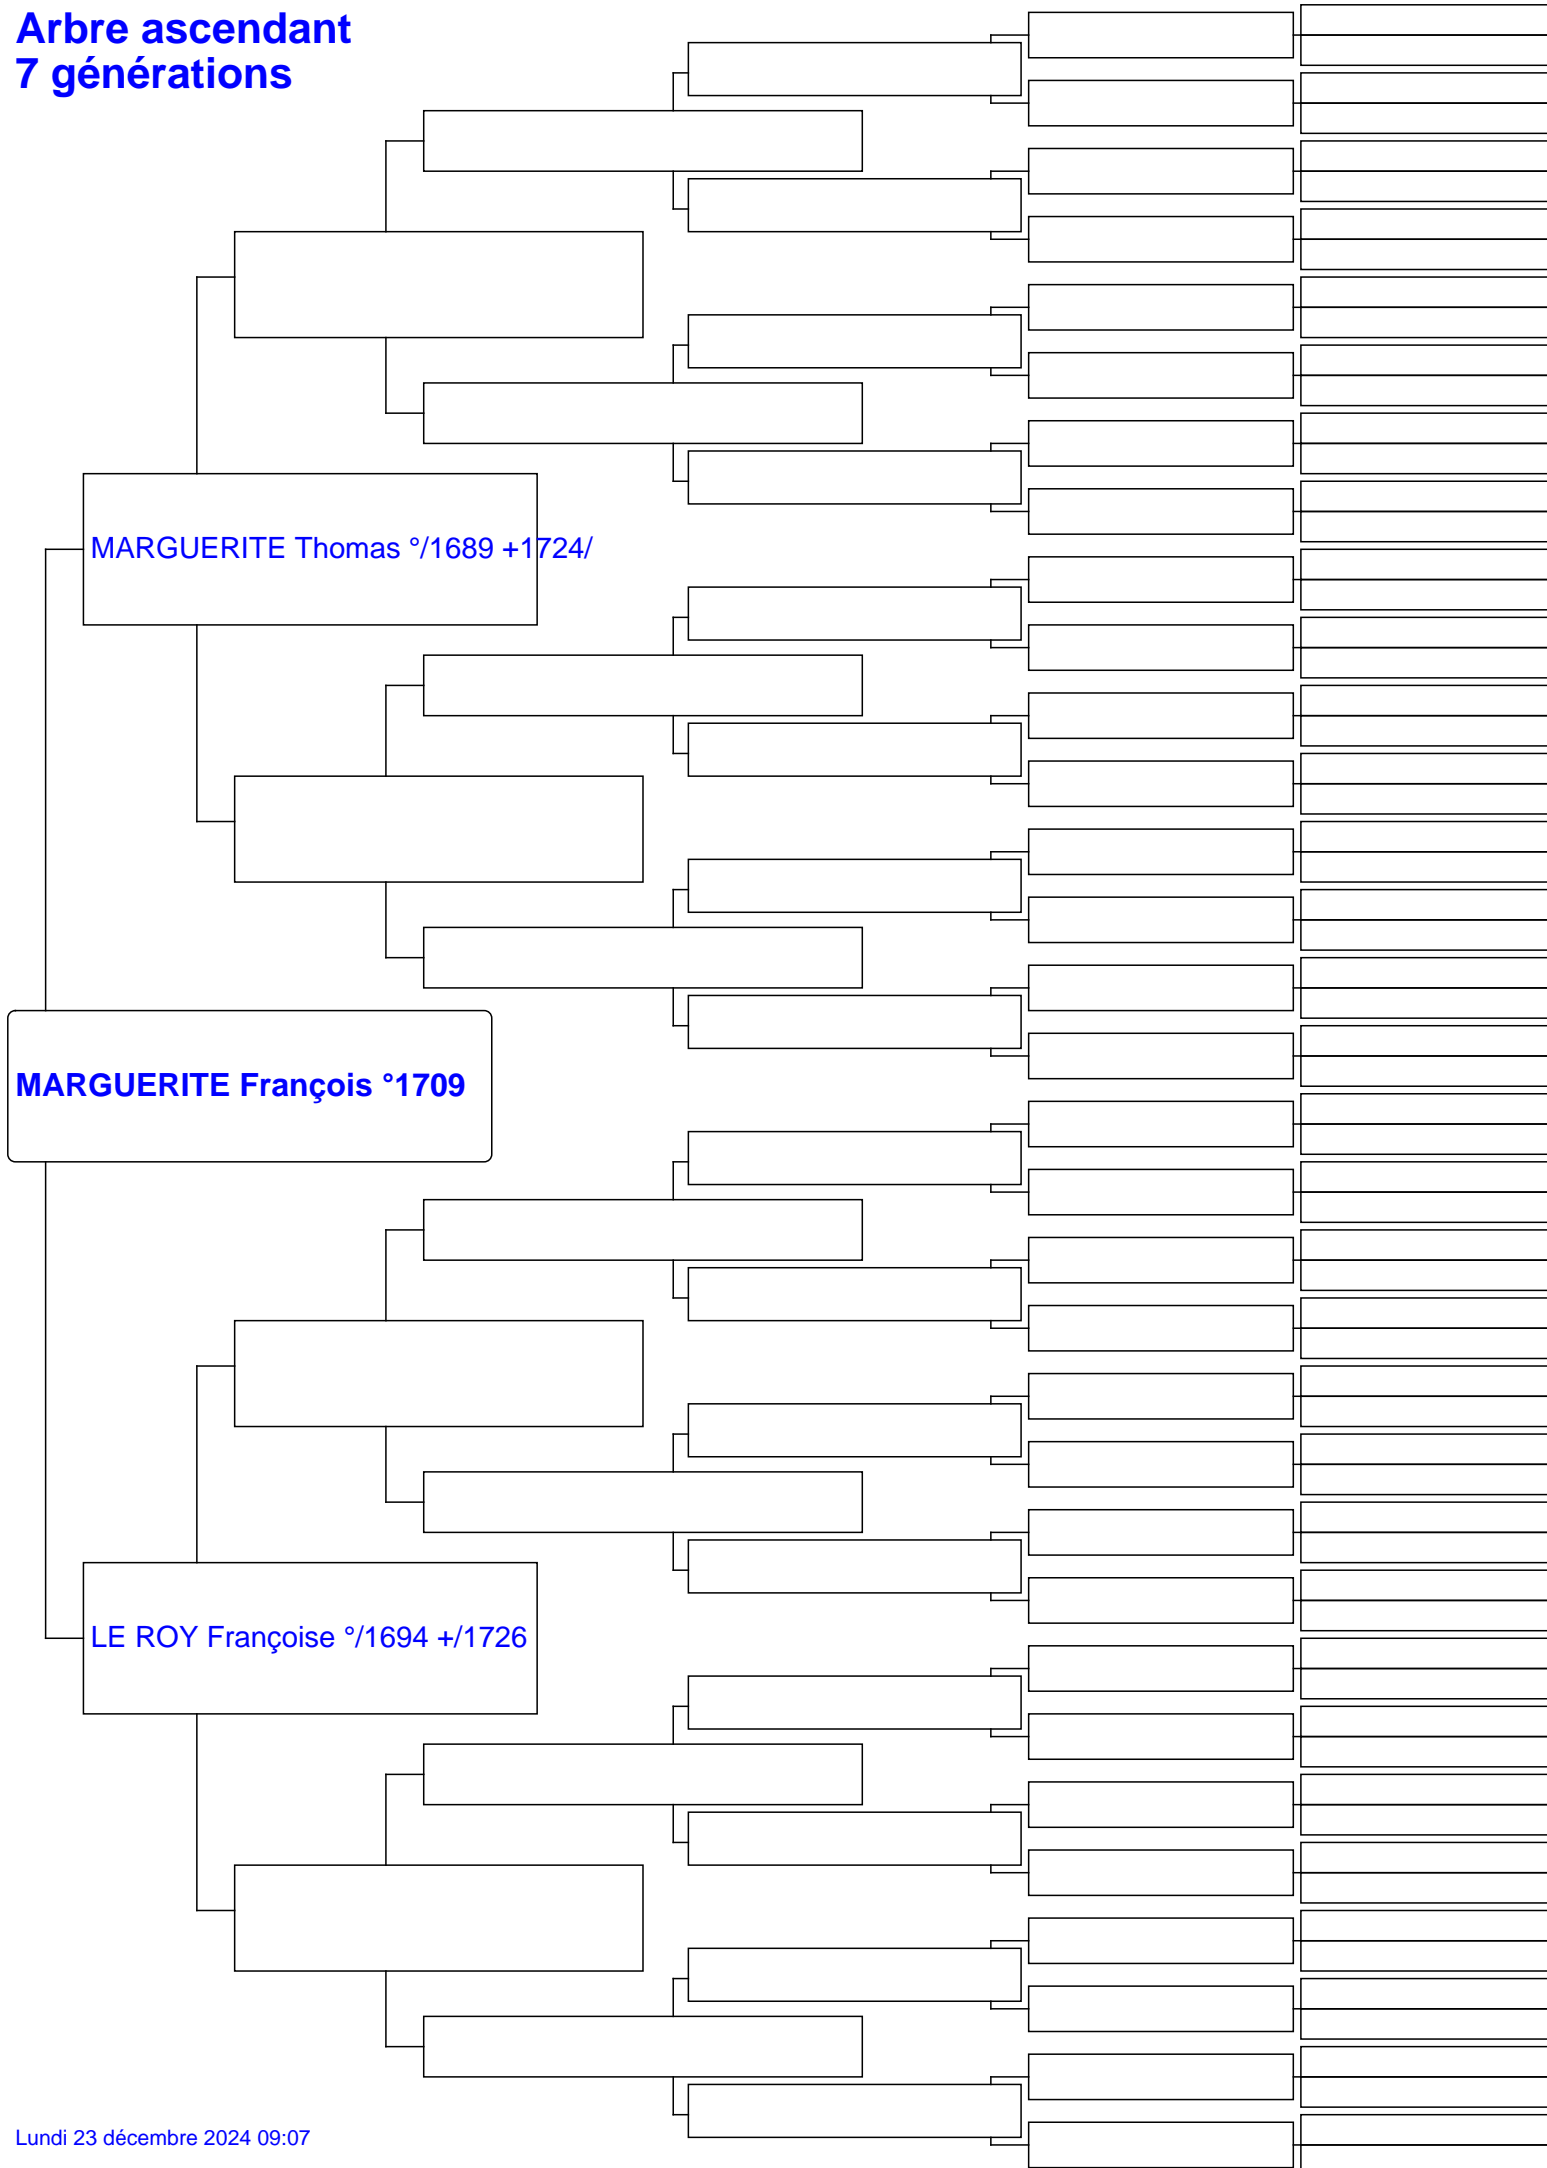 Arbre ascendant
7 générations
MARGUERITE Thomas °/1689 +1724/
MARGUERITE François °1709
LE ROY Françoise °/1694 +/1726
Lundi 23 décembre 2024 09:07